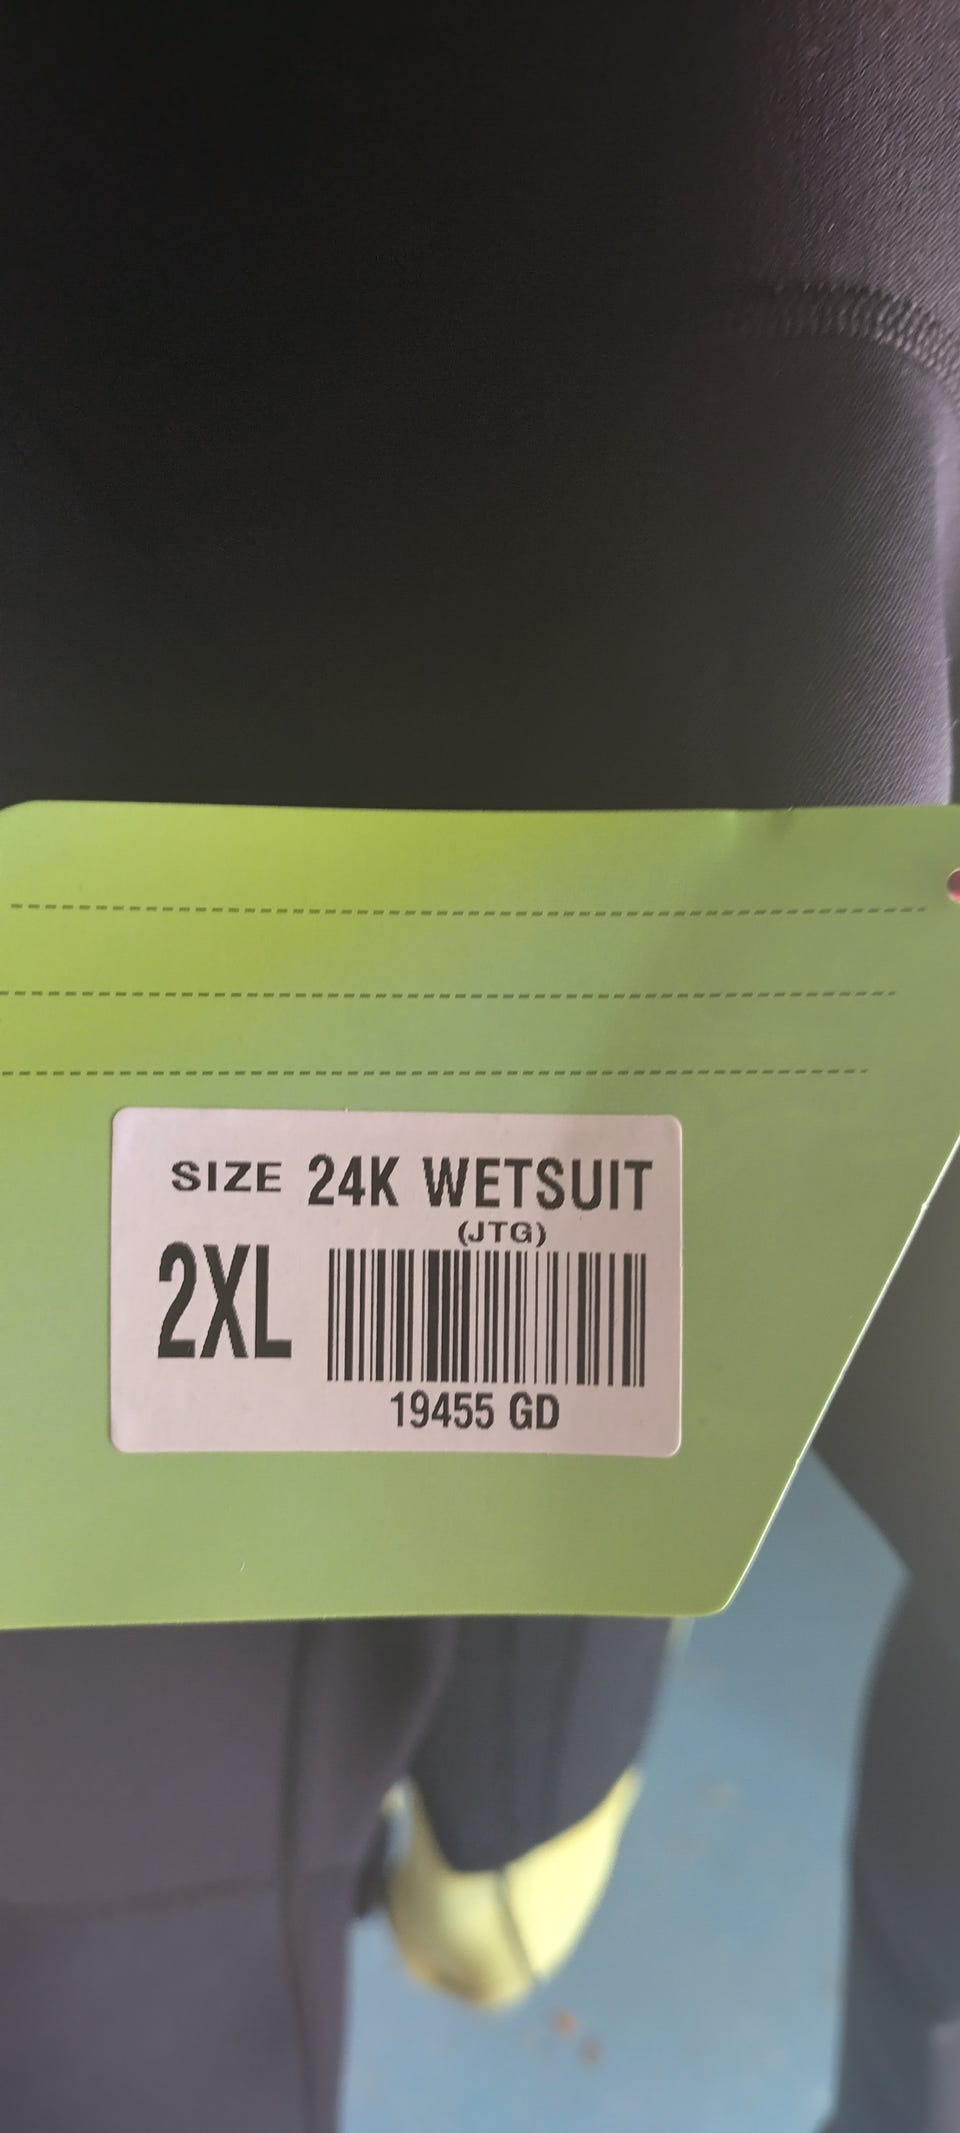 SIZE 24K WETSUIT
(JTG)
2XL
19455 GD